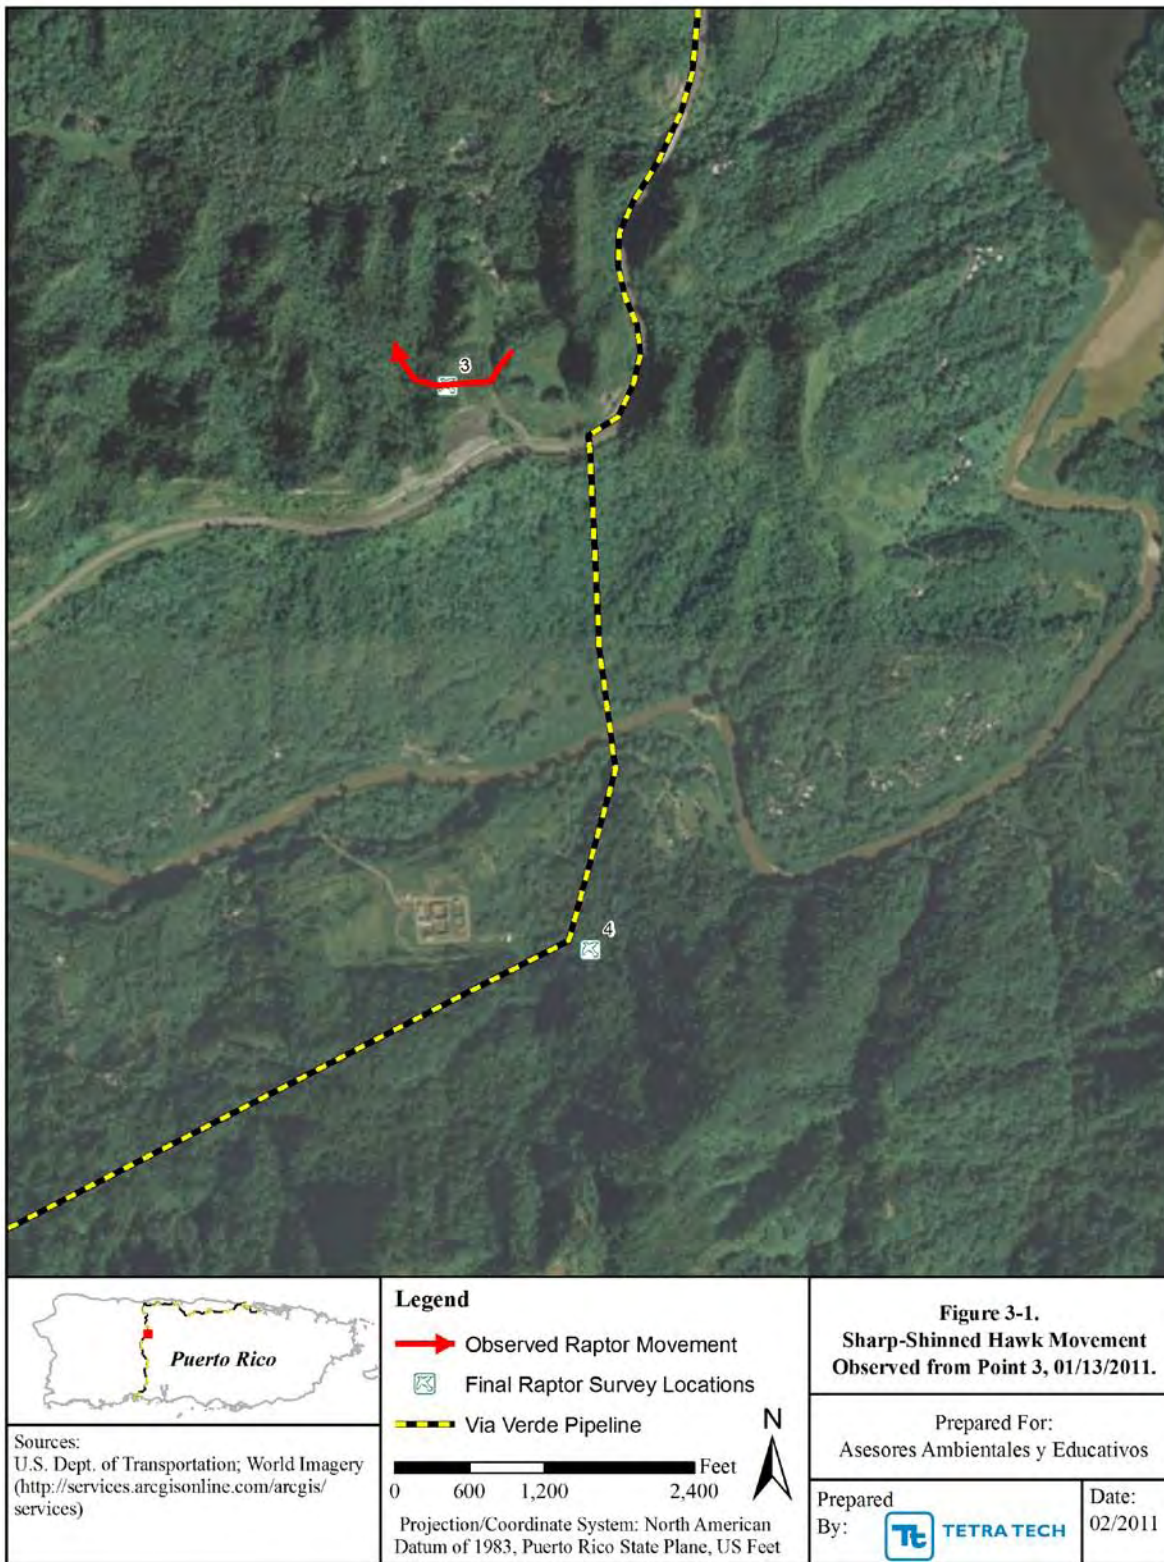 3
4
Puerto Rico
Sources:
U.S. Dept. of Transportation; World Imagery
(http://services.arcgisonline.com/arcgis/
services)
Legend
Observed Raptor Movement
Final Raptor Survey Locations
Via Verde Pipeline
N
Feet
0 600 1,200 2,400
Projection/Coordinate System: North American
Datum of 1983, Puerto Rico State Plane, US Feet
Figure 3-1.
Sharp-Shinned Hawk Movement
Observed from Point 3, 01/13/2011.
Prepared For:
Asesores Ambientales y Educativos
Prepared
By:
Tt TETRA TECH
Date:
02/2011